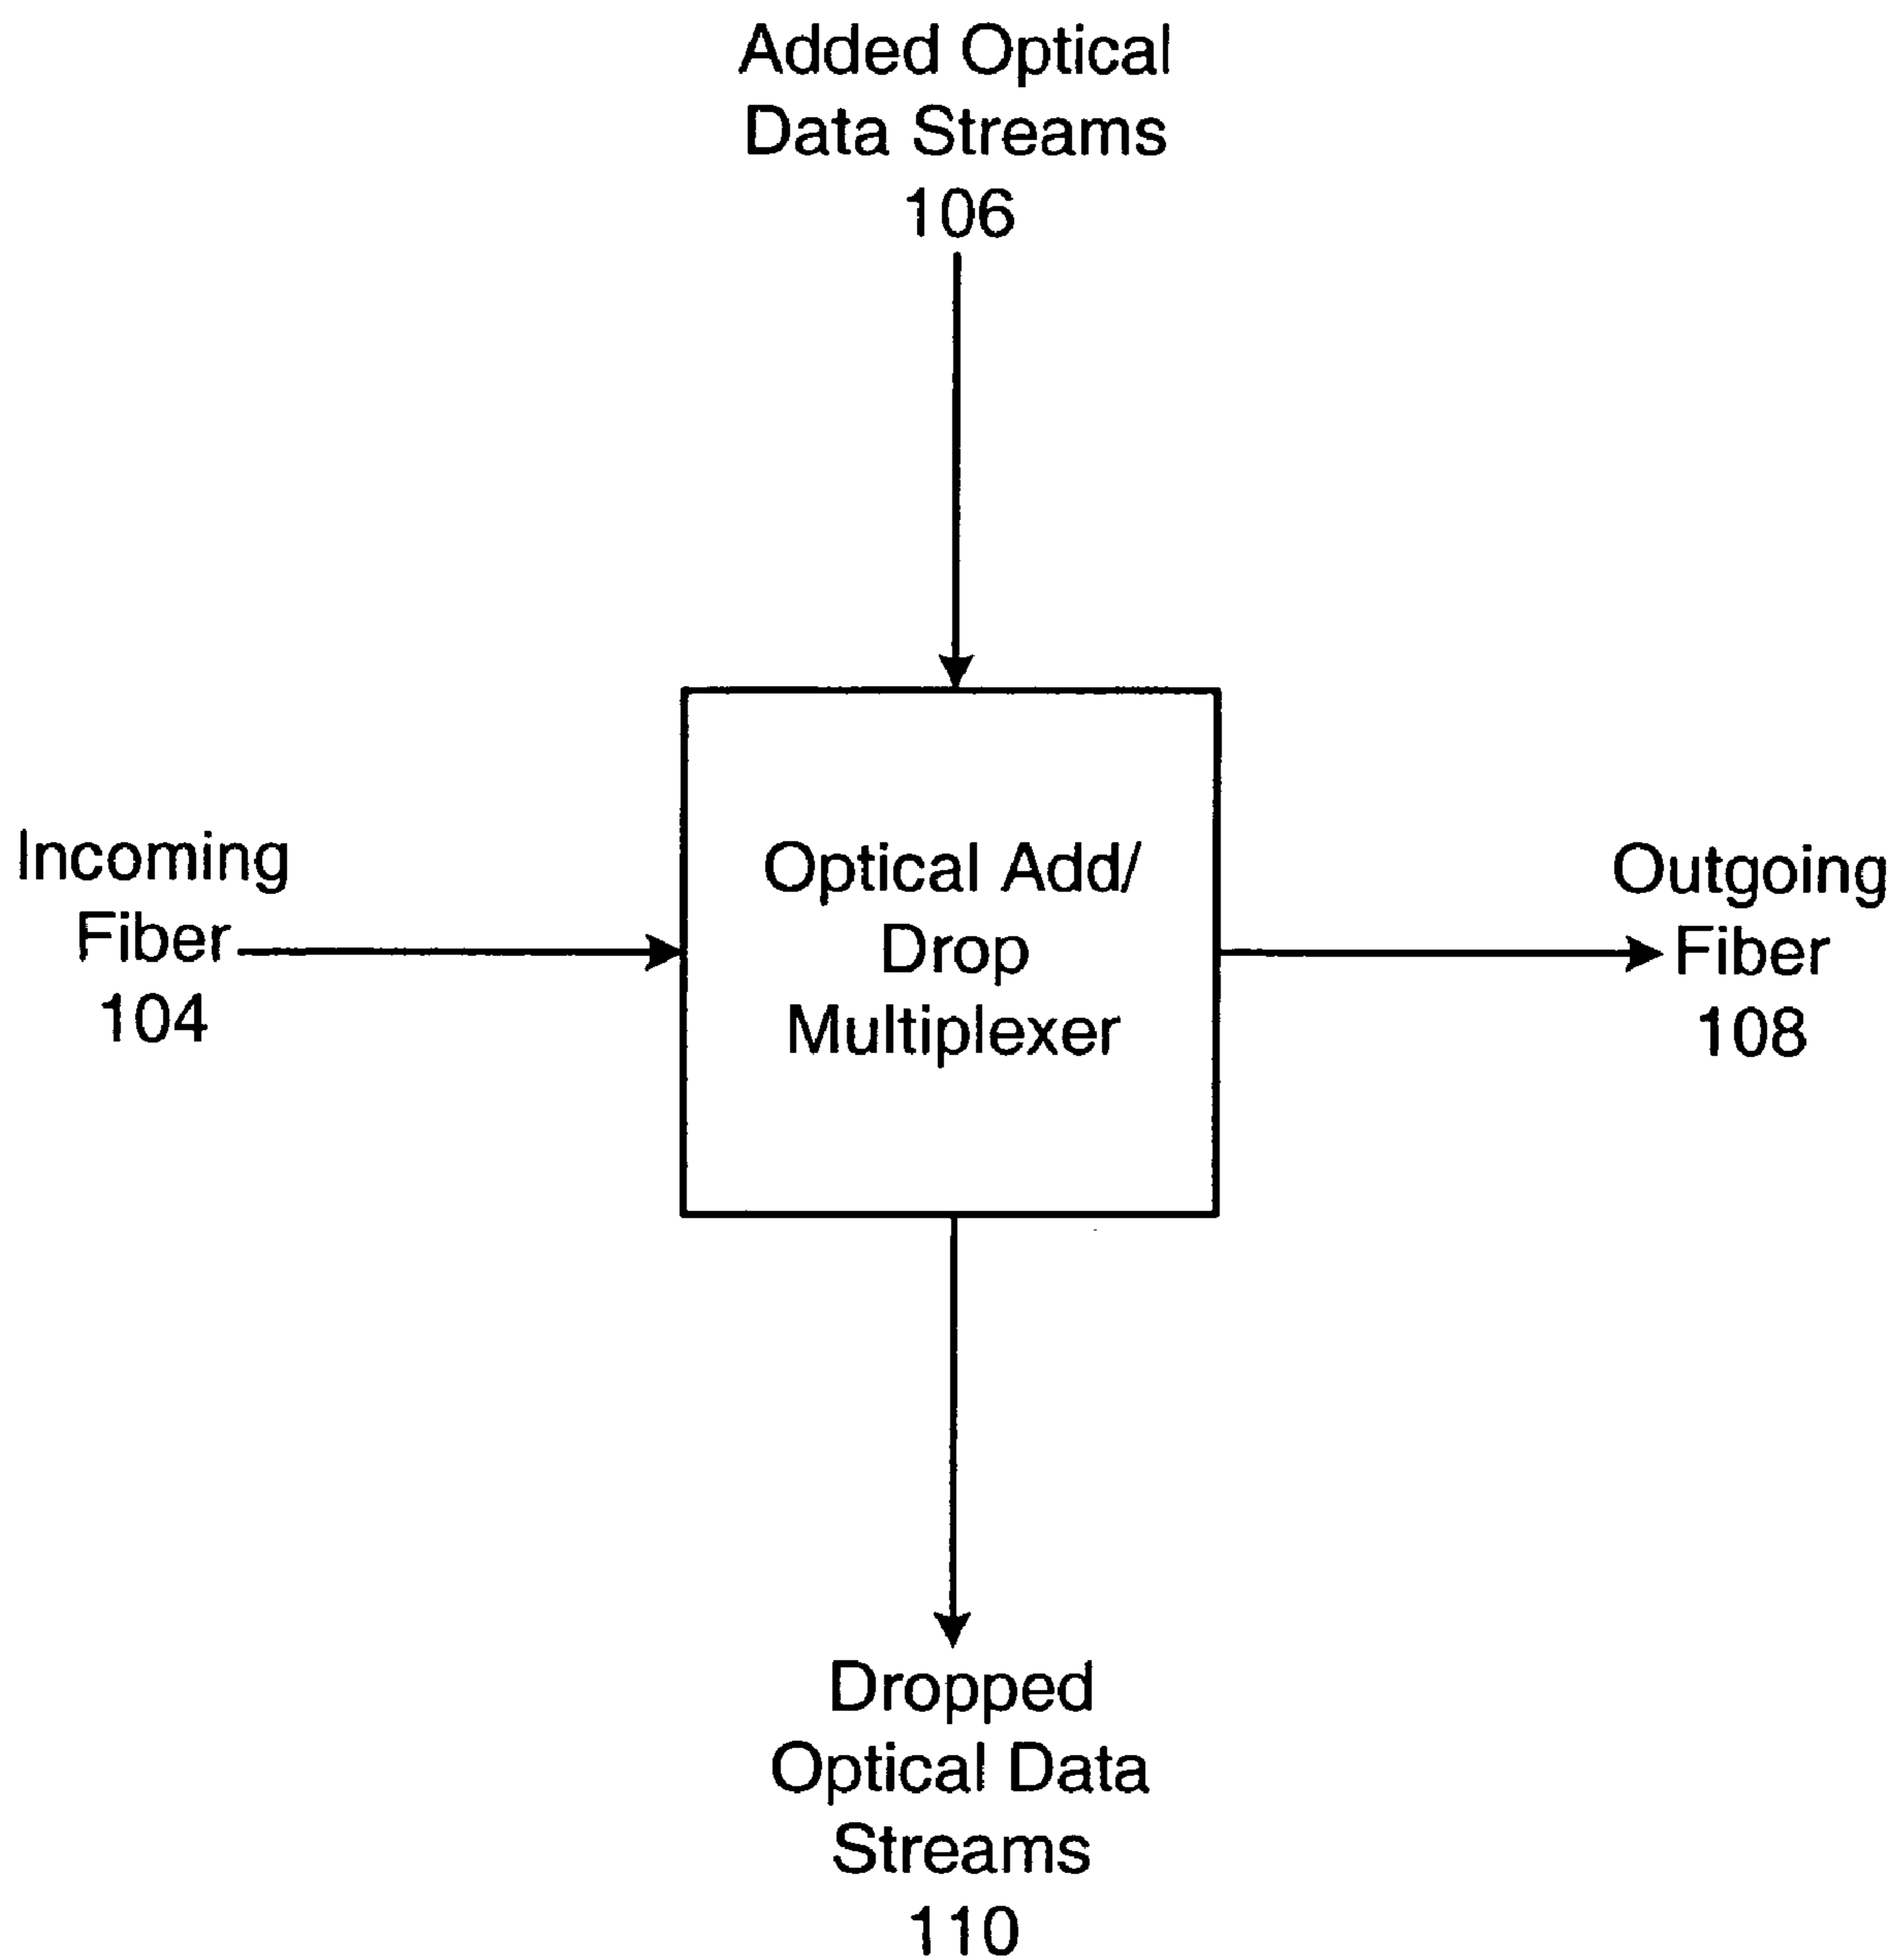 Added Optical
Data Streams
106
Incoming
Fiber
104
Optical Add/
Drop
Multiplexer
Outgoing
Fiber
108
Dropped
Optical Data
Streams
110